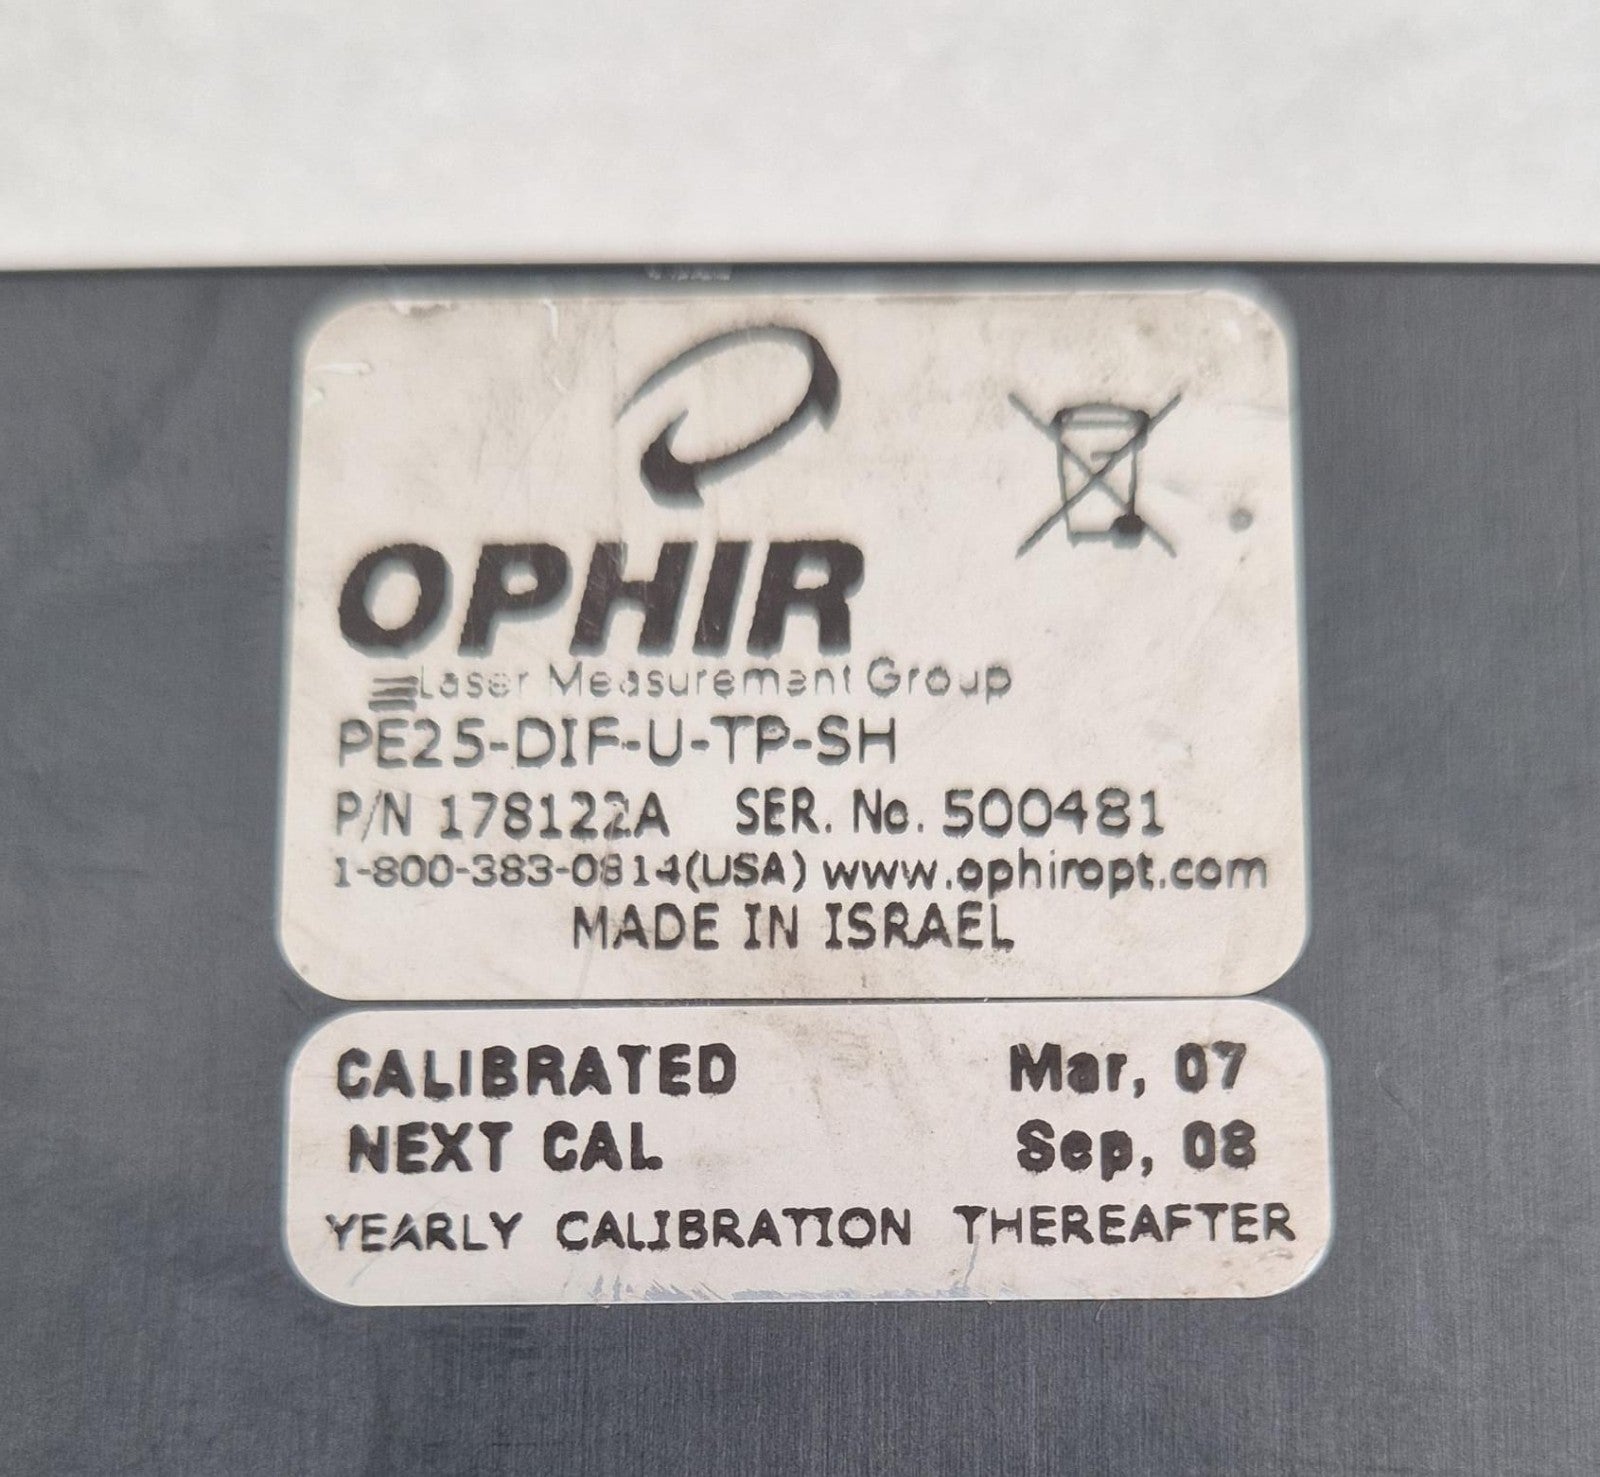 OPHIR
Laser Measurement Group
PE25-DIF-U-TP-SH
P/N 178122A SER. No. 500481
1-800-383-0814(USA) www.ophiropt.com
MADE IN ISRAEL
CALIBRATED Mar, 07
NEXT CAL Sep, 08
YEARLY CALIBRATION THEREAFTER